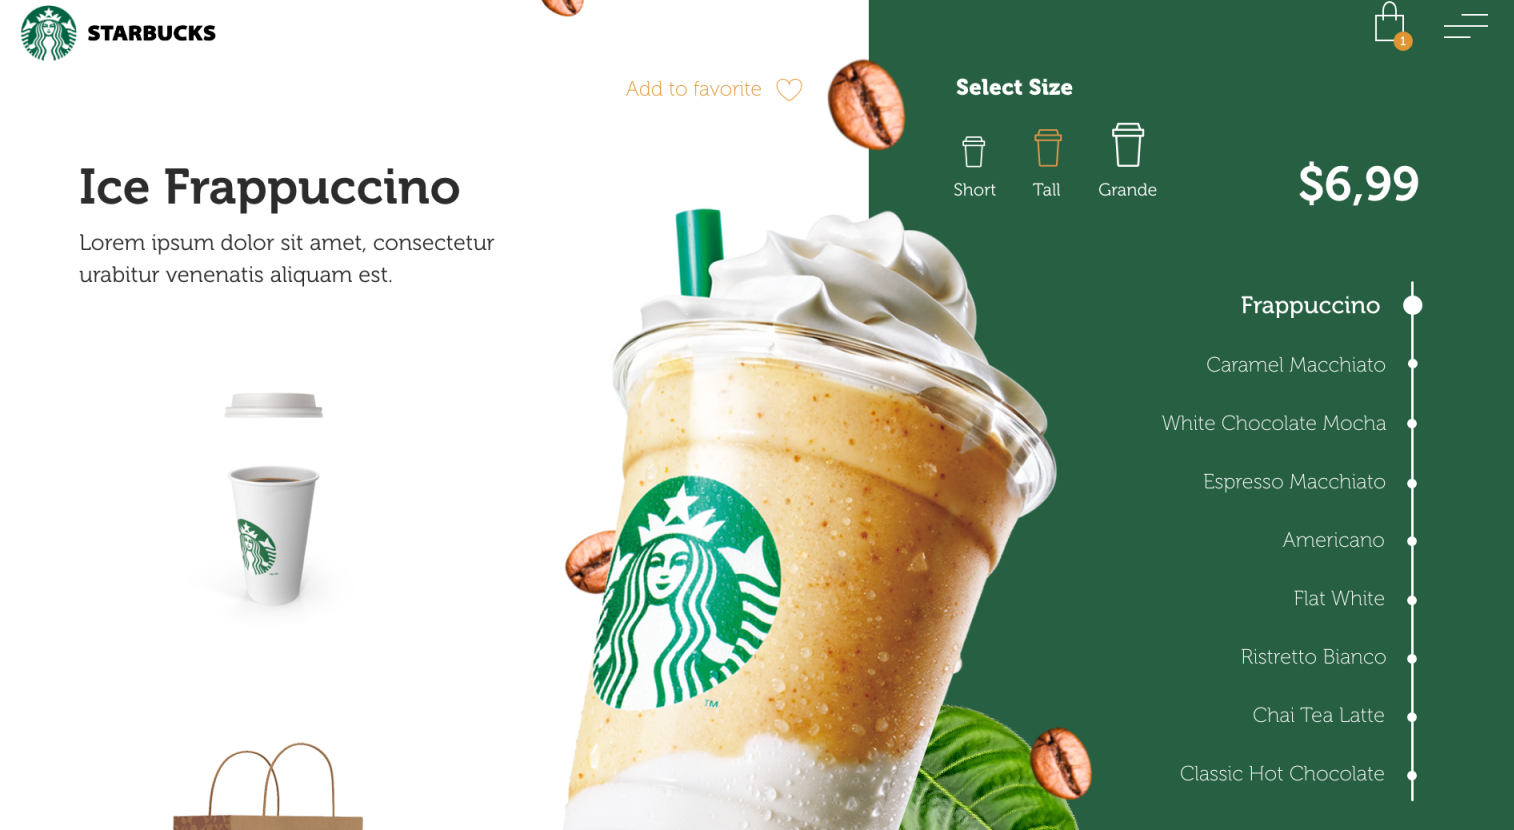 STARBUCKS
1
Add to favorite
Select Size
Short
Tall
Grande
$6,99
Ice Frappuccino
Lorem ipsum dolor sit amet, consectetur
urabitur venenatis aliquam est.
Frappuccino
Caramel Macchiato
White Chocolate Mocha
Espresso Macchiato
Americano
Flat White
Ristretto Bianco
Chai Tea Latte
Classic Hot Chocolate
TM